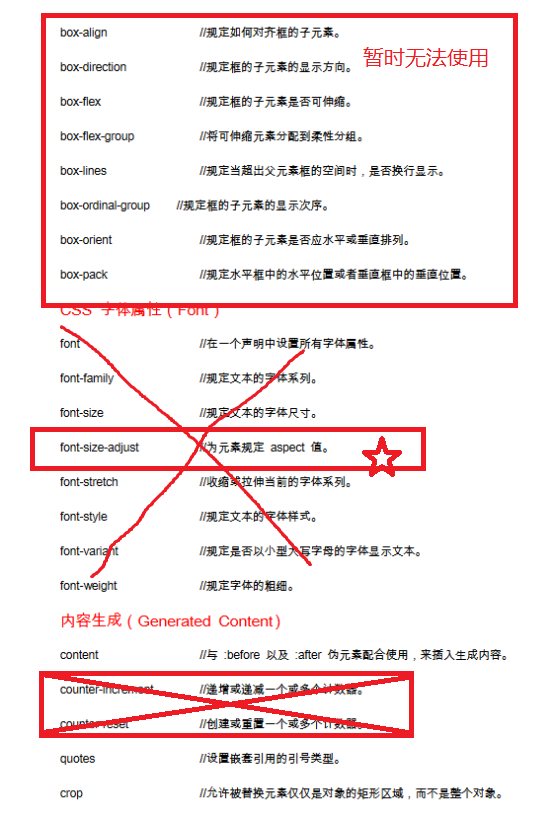 box-align //规定如何对齐框的子元素。
box-direction //规定框的子元素的显示方向。 暂时无法使用
box-flex //规定框的子元素是否可伸缩。
box-flex-group //将可伸缩元素分配到柔性分组。
box-lines //规定当超出父元素框的空间时，是否换行显示。
box-ordinal-group //规定框的子元素的显示次序。
box-orient //规定框的子元素是否应水平或垂直排列。
box-pack //规定水平框中的水平位置或者垂直框中的垂直位置。
CSS 字体属性（Font）
font //在一个声明中设置所有字体属性。
font-family //规定文本的字体系列。
font-size //规定文本的字体尺寸。
font-size-adjust //为元素规定 aspect 值。
font-stretch //收缩或拉伸当前的字体系列。
font-style //规定文本的字体样式。
font-variant //规定是否以小型大写字母的字体显示文本。
font-weight //规定字体的粗细。
内容生成（Generated Content）
content //与 :before 以及 :after 伪元素配合使用，来插入生成内容。
counter-increment //递增或递减一个或多个计数器。
counter-reset //创建或重置一个或多个计数器。
quotes //设置嵌套引用的引号类型。
crop //允许被替换元素仅仅是对象的矩形区域，而不是整个对象。